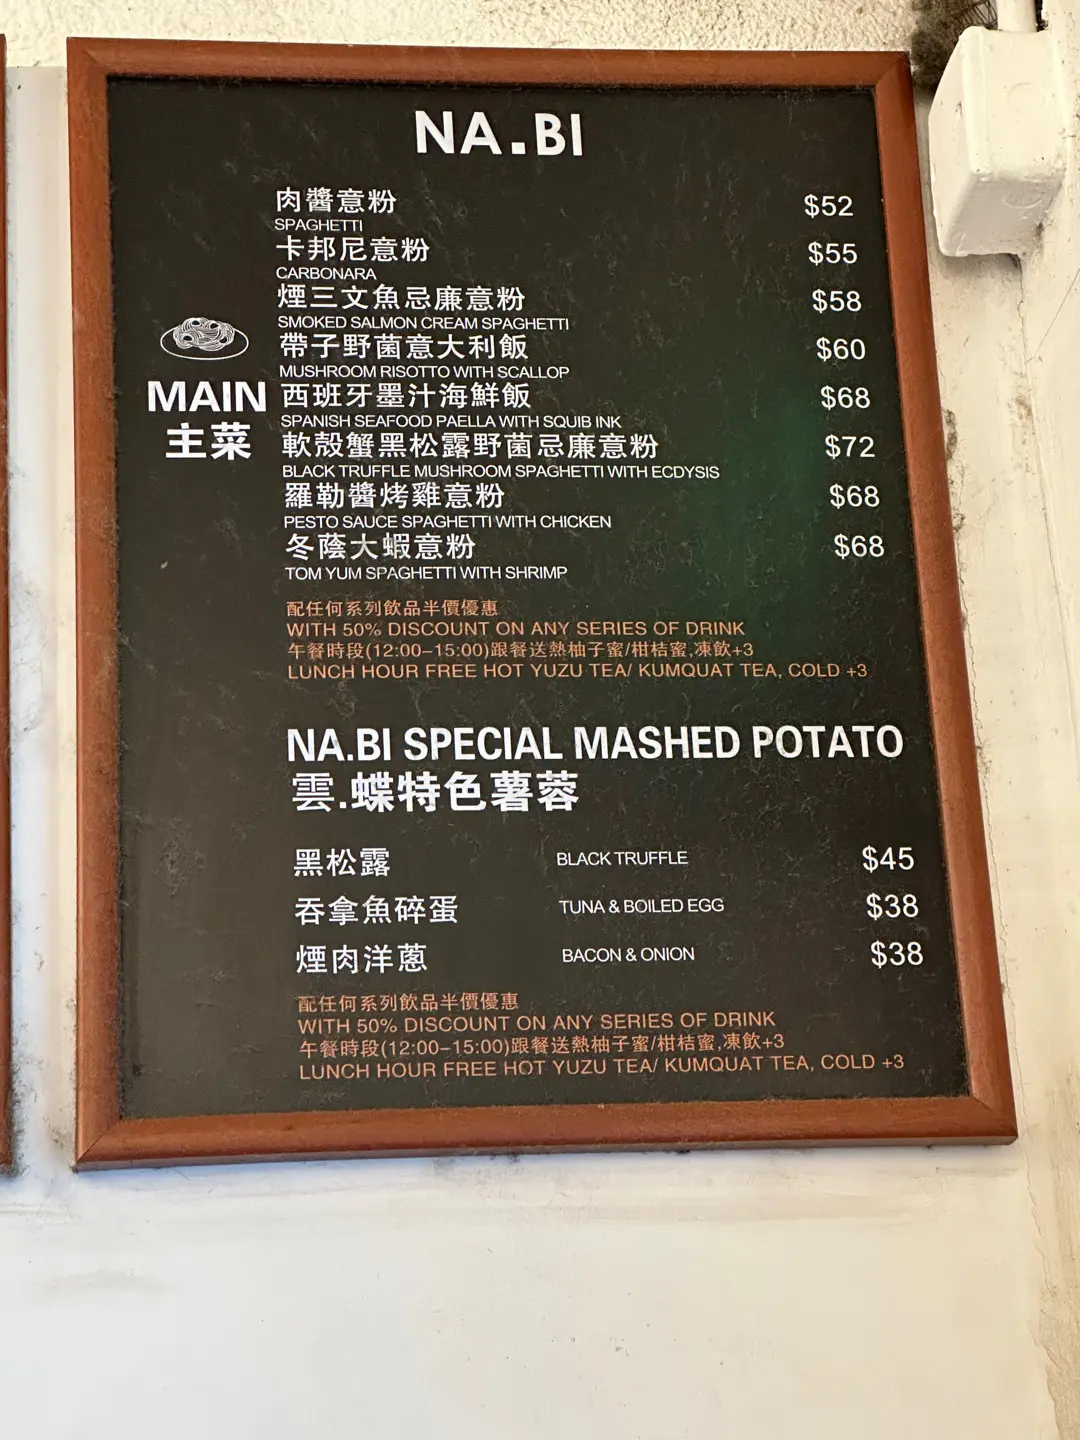 NA.BI
肉醬意粉 $52
SPAGHETTI
卡邦尼意粉 $55
CARBONARA
煙三文魚忌廉意粉 $58
SMOKED SALMON CREAM SPAGHETTI
帶子野菌意大利飯 $60
MUSHROOM RISOTTO WITH SCALLOP
MAIN
主菜
西班牙墨汁海鮮飯 $68
SPANISH SEAFOOD PAELLA WITH SQUIB INK
軟殼蟹黑松露野菌忌廉意粉 $72
BLACK TRUFFLE MUSHROOM SPAGHETTI WITH ECDYSIS
羅勒醬烤雞意粉 $68
PESTO SAUCE SPAGHETTI WITH CHICKEN
冬蔭大蝦意粉 $68
TOM YUM SPAGHETTI WITH SHRIMP
配任何系列飲品半價優惠
WITH 50% DISCOUNT ON ANY SERIES OF DRINK
午餐時段(12:00-15:00)跟餐送熱柚子蜜/柑桔蜜,凍飲+3
LUNCH HOUR FREE HOT YUZU TEA/ KUMQUAT TEA, COLD +3
NA.BI SPECIAL MASHED POTATO
雲.蝶特色薯蓉
黑松露 BLACK TRUFFLE $45
吞拿魚碎蛋 TUNA & BOILED EGG $38
煙肉洋蔥 BACON & ONION $38
配任何系列飲品半價優惠
WITH 50% DISCOUNT ON ANY SERIES OF DRINK
午餐時段(12:00-15:00)跟餐送熱柚子蜜/柑桔蜜,凍飲+3
LUNCH HOUR FREE HOT YUZU TEA/ KUMQUAT TEA, COLD +3